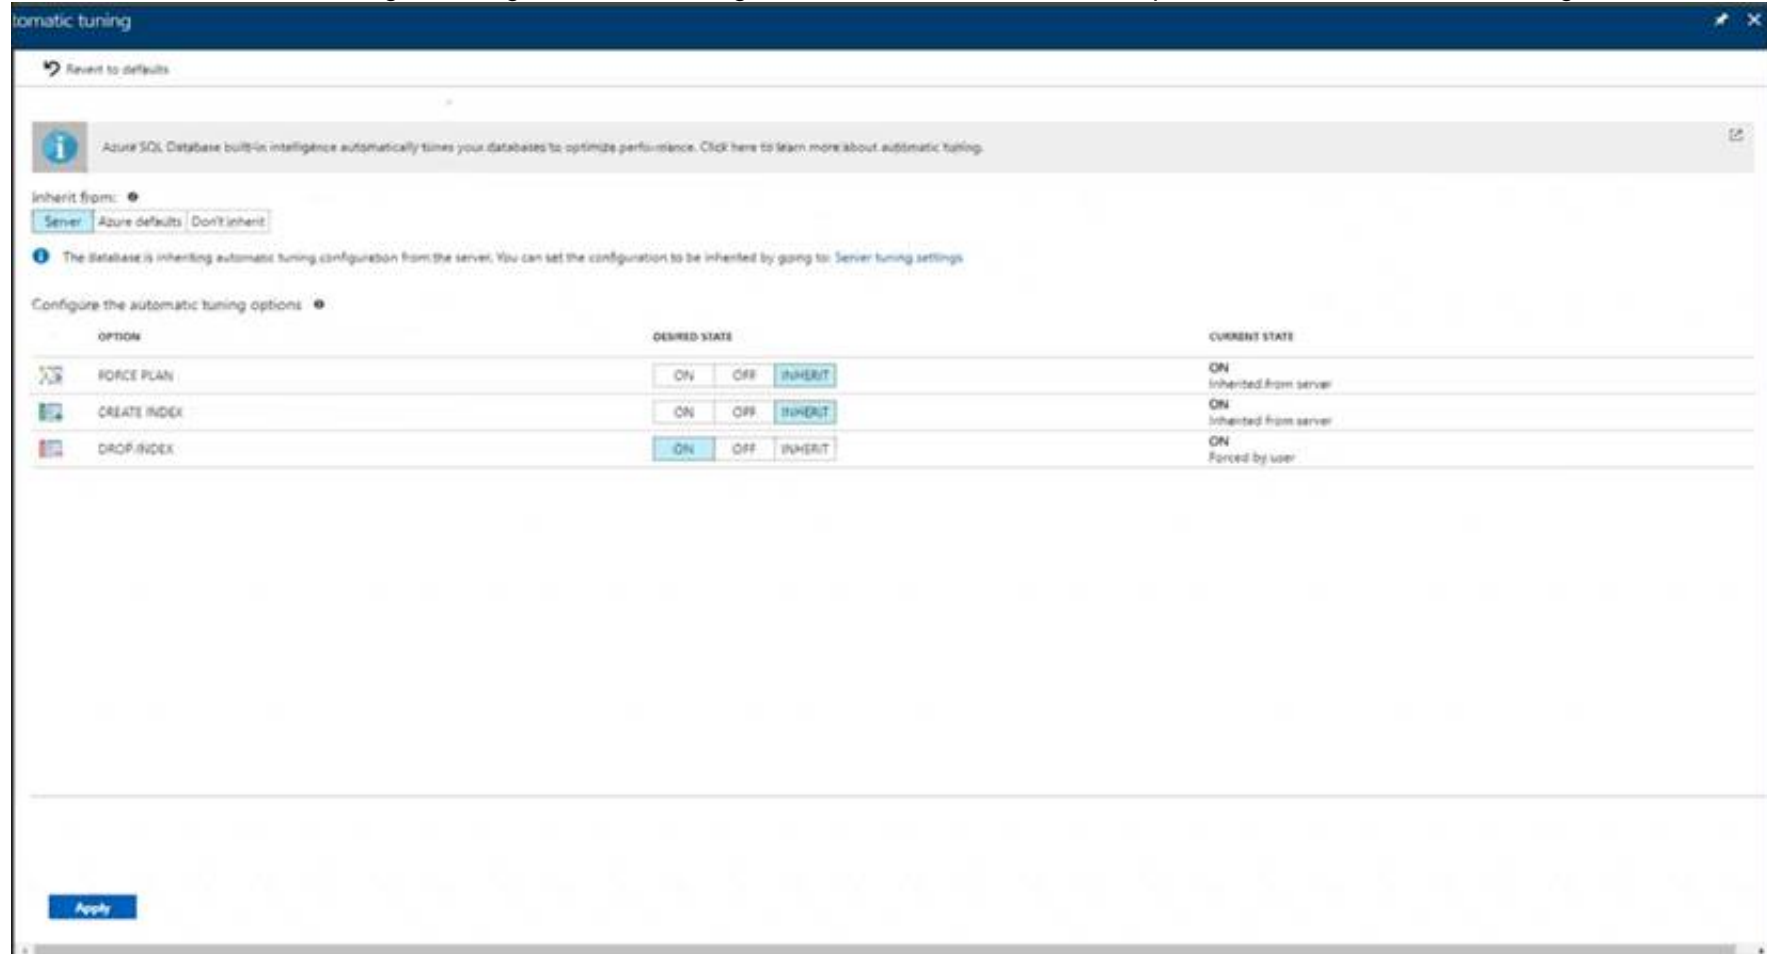 tomatic tuning
Revert to defaults
Azure SQL Database built-in intelligence automatically tunes your databases to optimize performance. Click here to learn more about automatic tuning.
Inherit from:
Server Azure defaults Don't inherit
The database is inheriting automatic tuning configuration from the server. You can set the configuration to be inherited by going to: Server tuning settings
Configure the automatic tuning options
OPTION DESIRED STATE CURRENT STATE
FORCE PLAN ON OFF INHERIT ON
Inherited from server
CREATE INDEX ON OFF INHERIT ON
Inherited from server
DROP INDEX ON OFF INHERIT ON
Forced by user
Apply